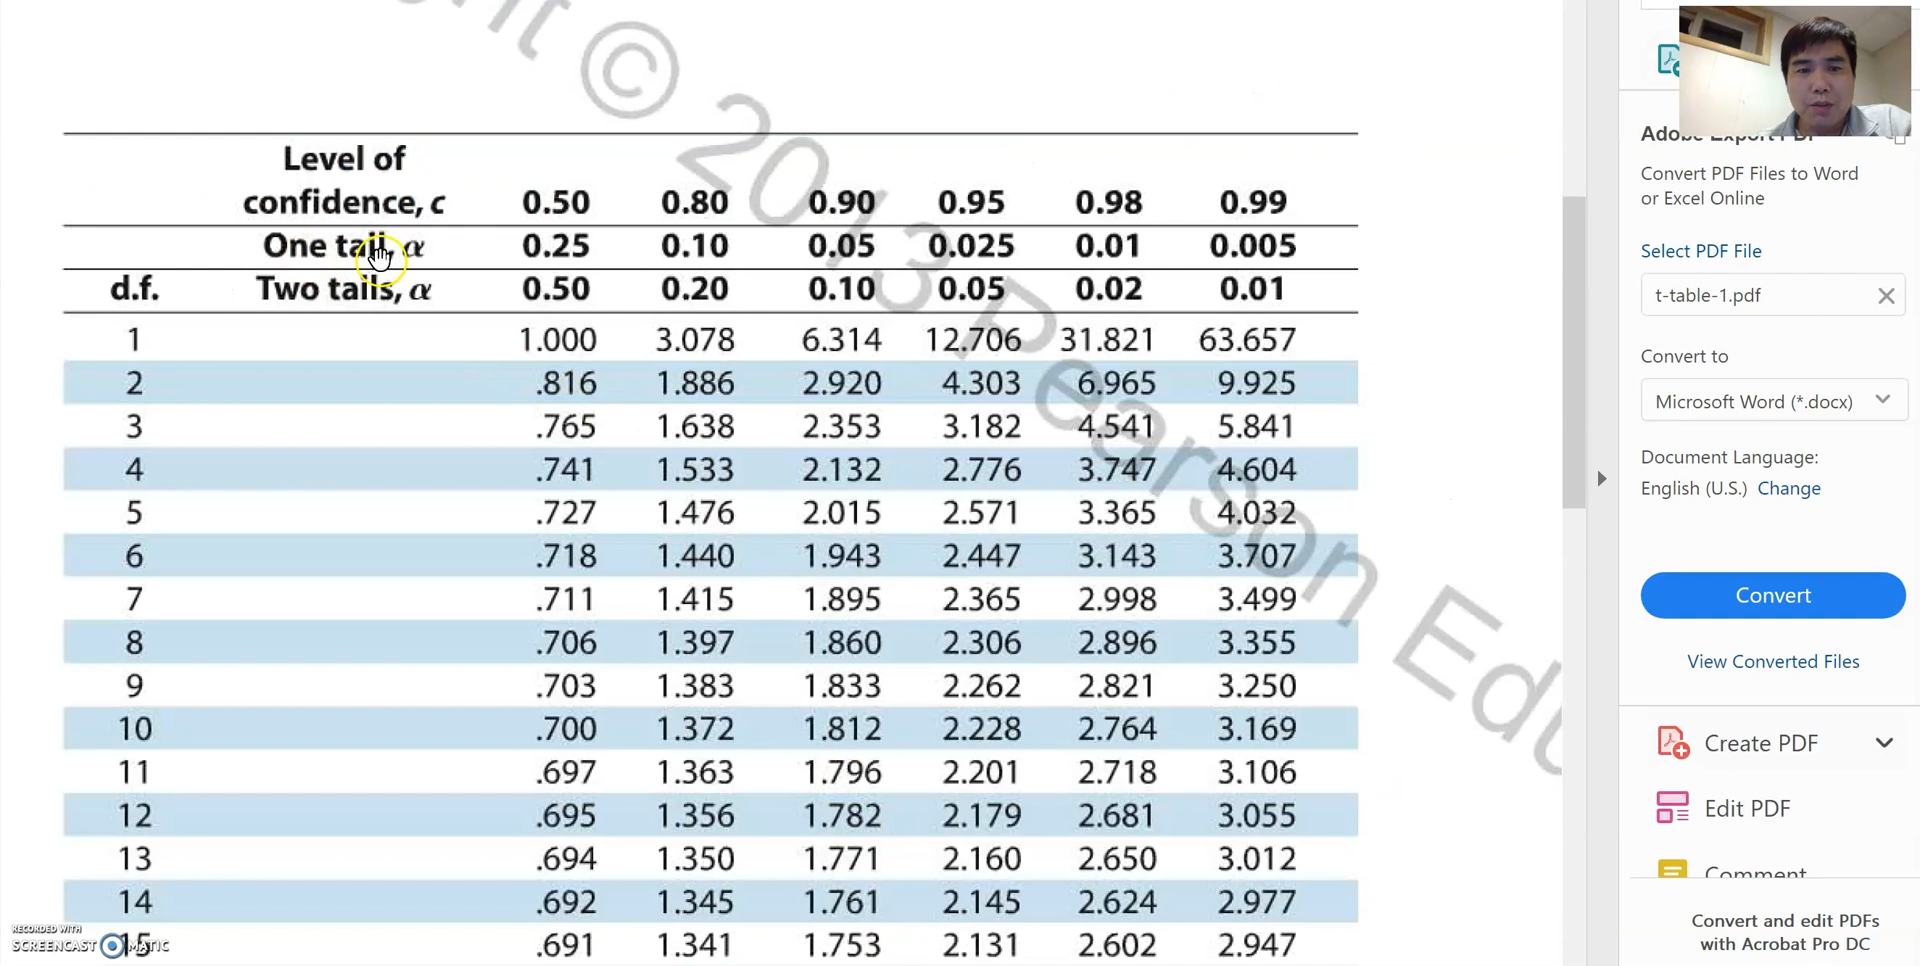 Level of
confidence, c 0.50 0.80 0.90 0.95 0.98 0.99
One tail, α 0.25 0.10 0.05 0.025 0.01 0.005
d.f. Two tails, α 0.50 0.20 0.10 0.05 0.02 0.01
1 1.000 3.078 6.314 12.706 31.821 63.657
2 .816 1.886 2.920 4.303 6.965 9.925
3 .765 1.638 2.353 3.182 4.541 5.841
4 .741 1.533 2.132 2.776 3.747 4.604
5 .727 1.476 2.015 2.571 3.365 4.032
6 .718 1.440 1.943 2.447 3.143 3.707
7 .711 1.415 1.895 2.365 2.998 3.499
8 .706 1.397 1.860 2.306 2.896 3.355
9 .703 1.383 1.833 2.262 2.821 3.250
10 .700 1.372 1.812 2.228 2.764 3.169
11 .697 1.363 1.796 2.201 2.718 3.106
12 .695 1.356 1.782 2.179 2.681 3.055
13 .694 1.350 1.771 2.160 2.650 3.012
14 .692 1.345 1.761 2.145 2.624 2.977
15 .691 1.341 1.753 2.131 2.602 2.947
© 2013 Pearson Edu
RECORDED WITH
SCREENCAST MATIC
Adobe Export PDF
Convert PDF Files to Word
or Excel Online
Select PDF File
t-table-1.pdf
Convert to
Microsoft Word (*.docx)
Document Language:
English (U.S.) Change
Convert
View Converted Files
Create PDF
Edit PDF
Comment
Convert and edit PDFs
with Acrobat Pro DC